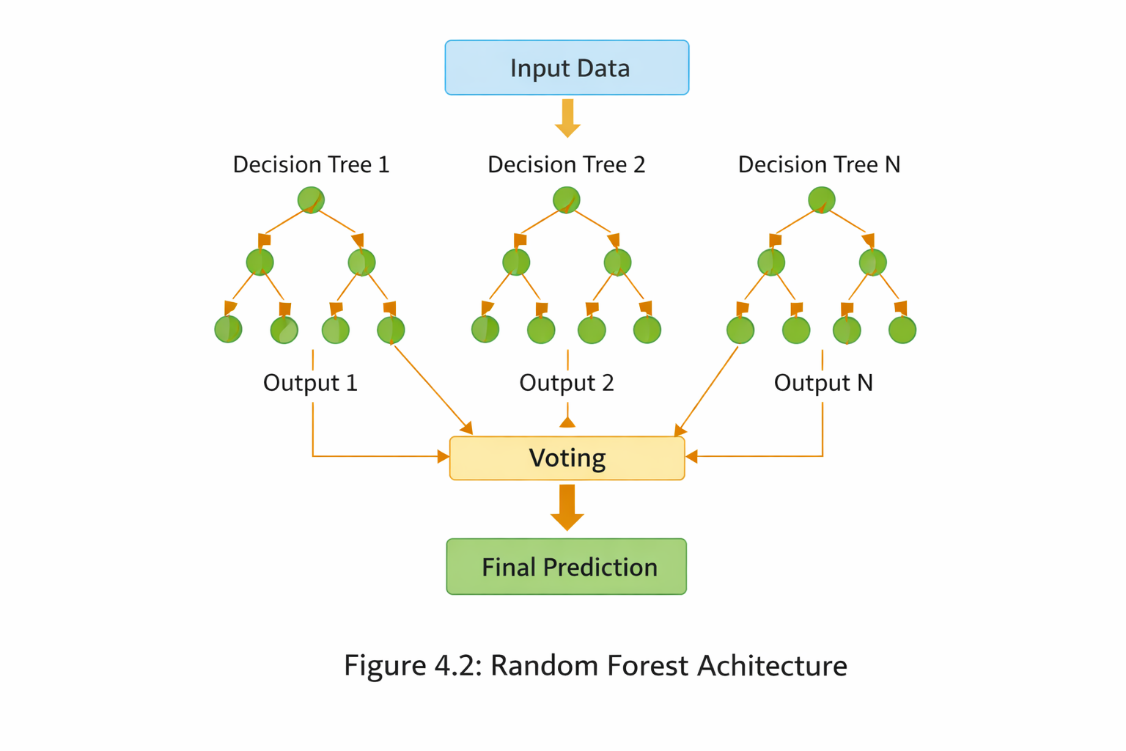 Input Data
Decision Tree 1
Decision Tree 2
Decision Tree N
Output 1
Output 2
Output N
Voting
Final Prediction
Figure 4.2: Random Forest Achitecture